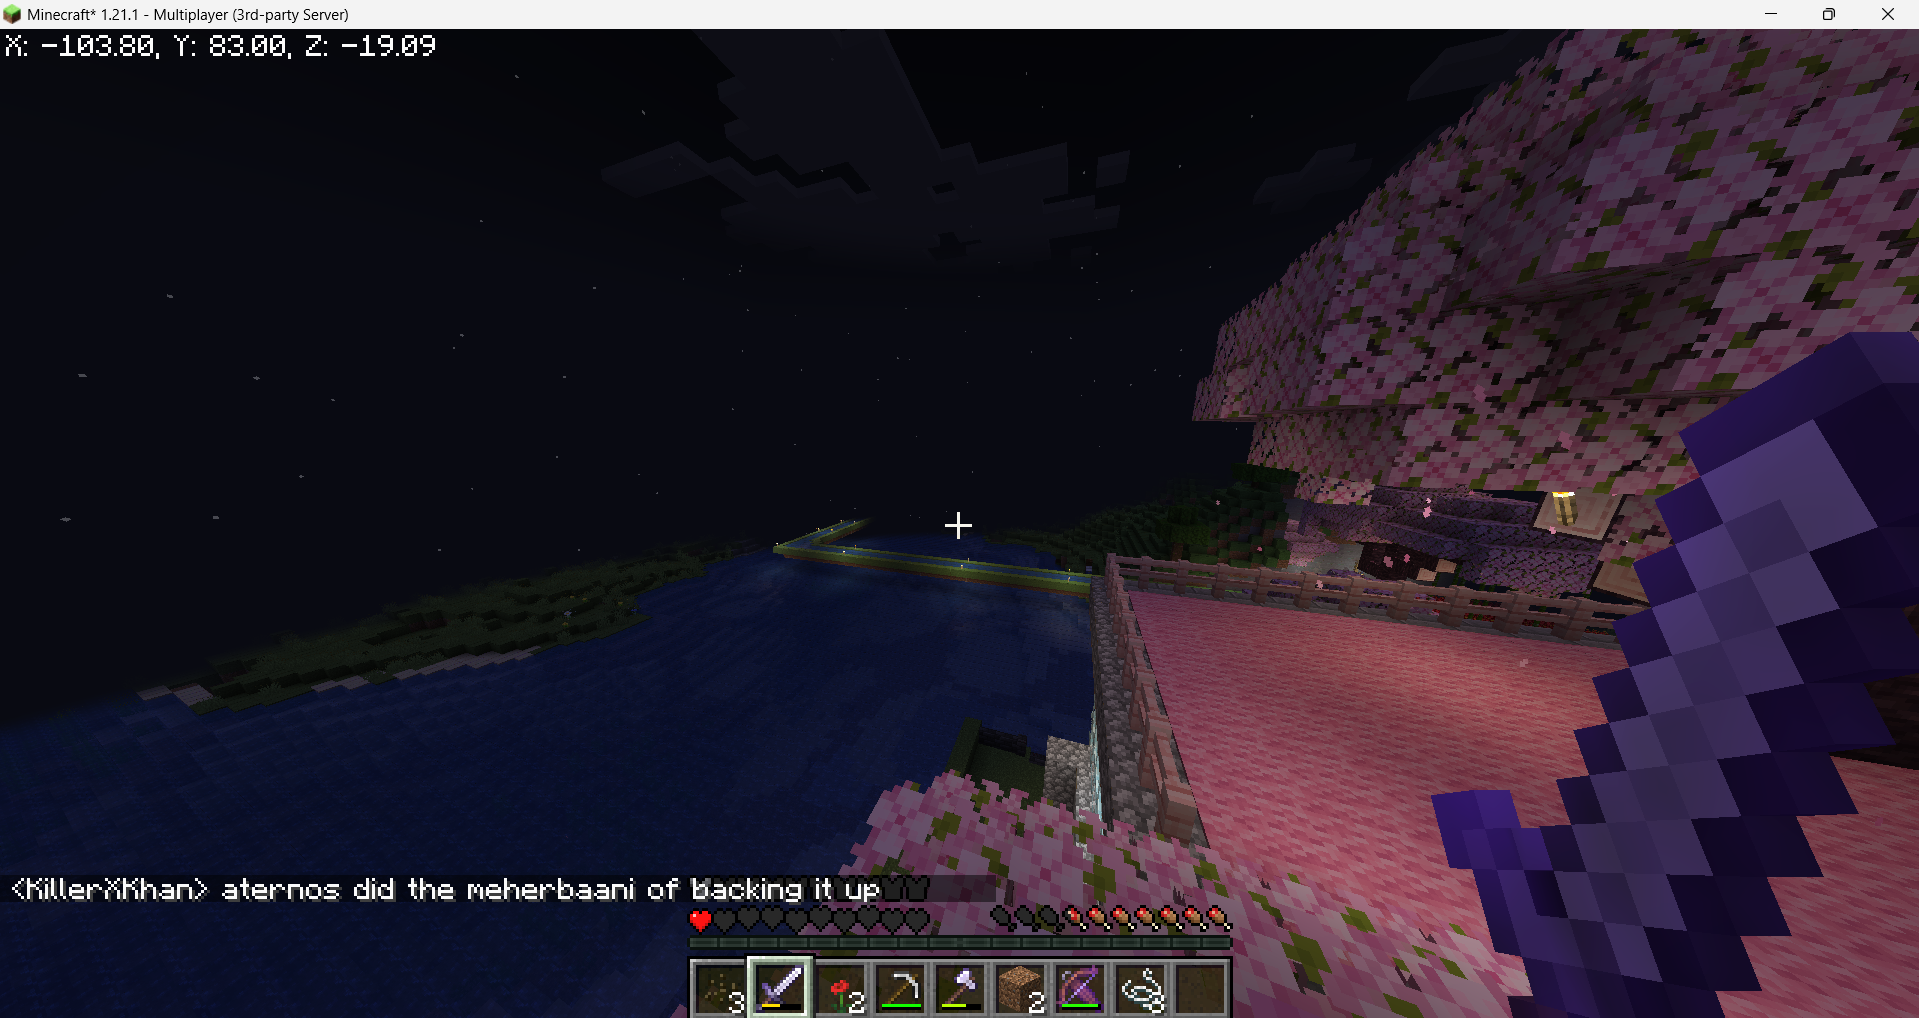 Minecraft* 1.21.1 - Multiplayer (3rd-party Server)
X: -103.80, Y: 83.00, Z: -19.09
<KillerXKhan> aternos did the meherbaani of backing it up
3 2 2 3